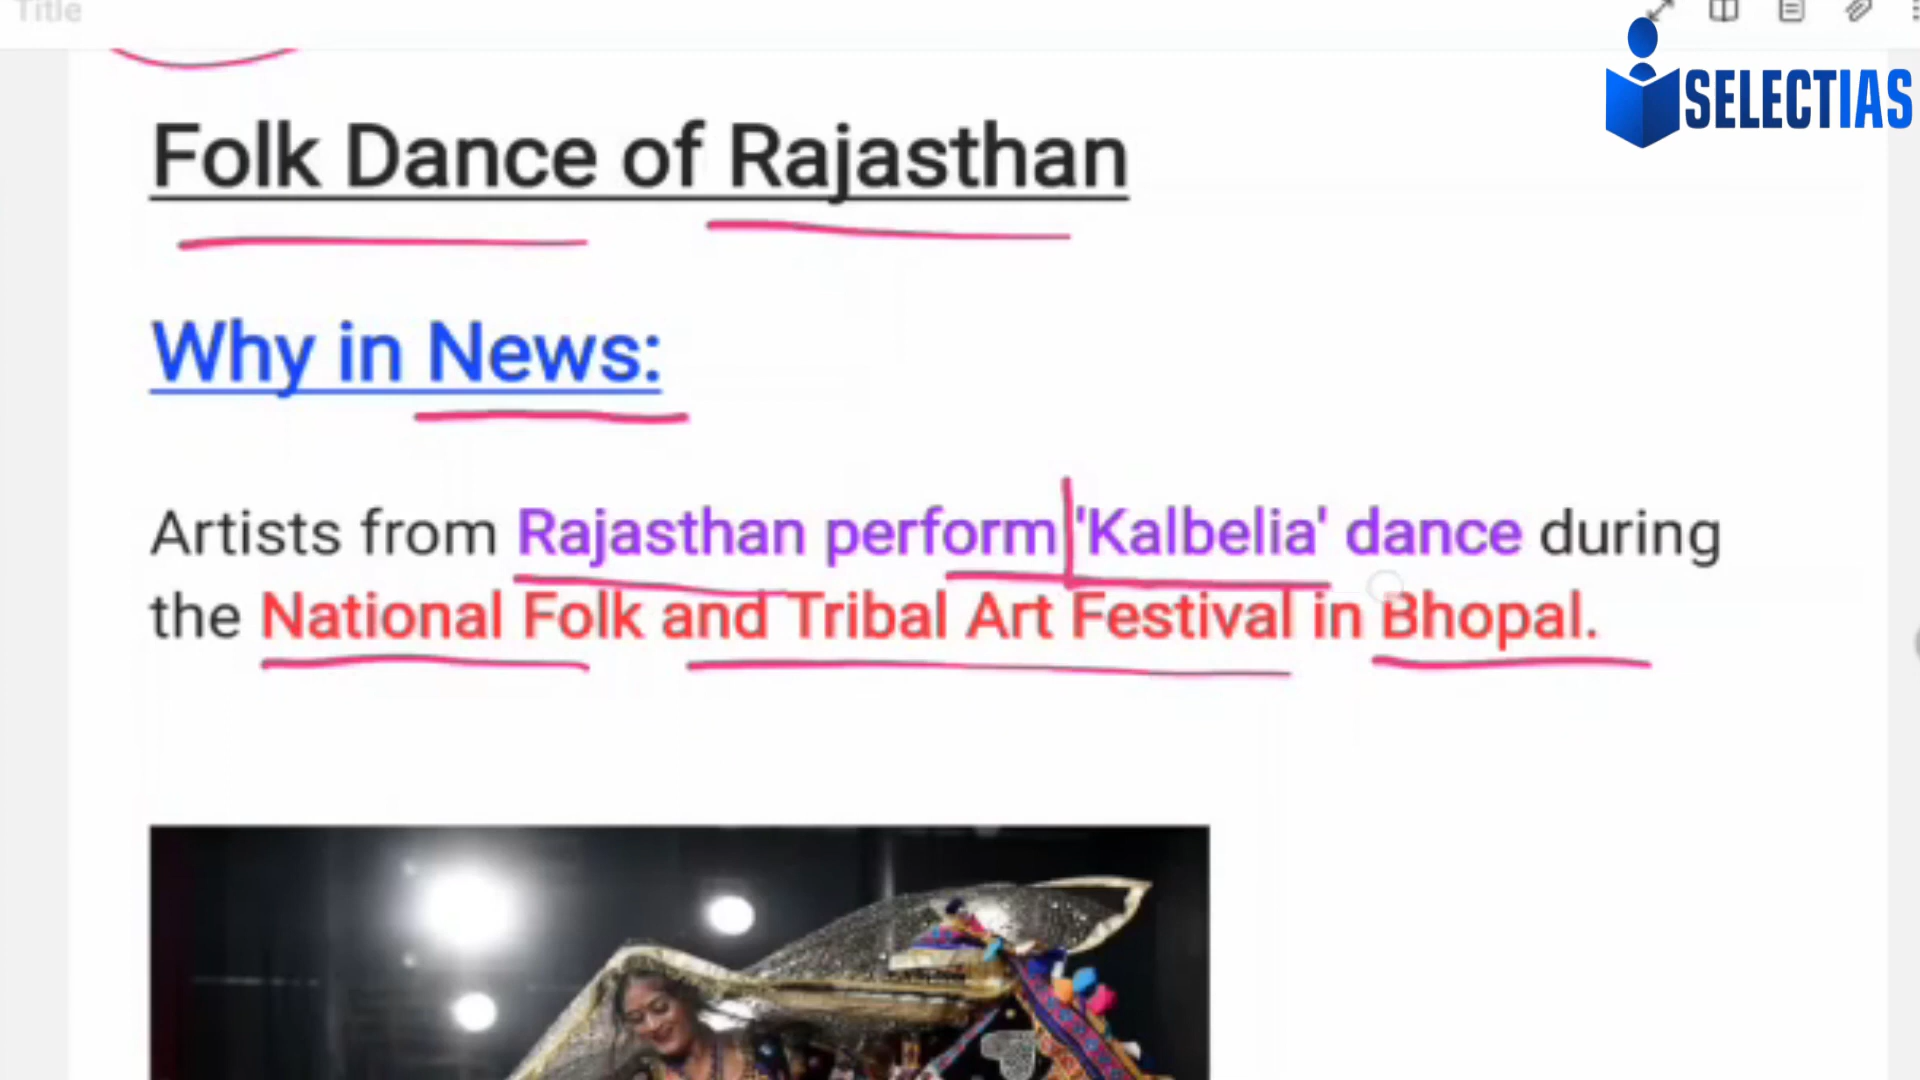 Title
SELECTIAS
Folk Dance of Rajasthan
Why in News:
Artists from Rajasthan perform 'Kalbelia' dance during
the National Folk and Tribal Art Festival in Bhopal.